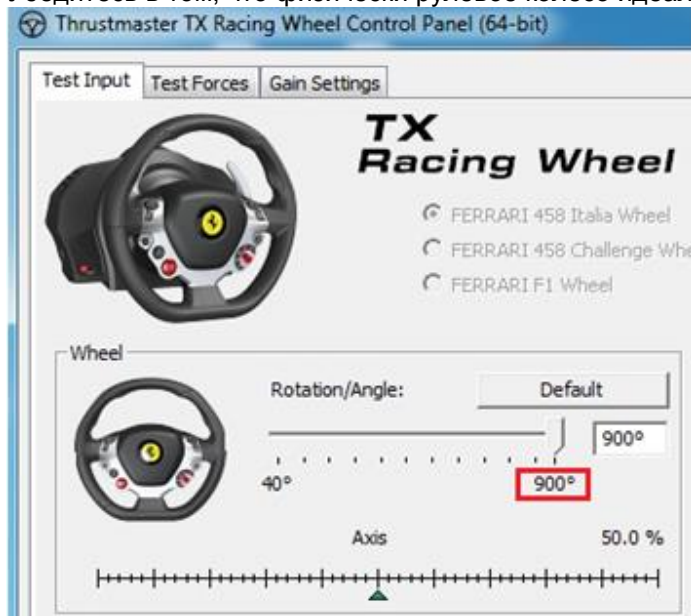 Thrustmaster TX Racing Wheel Control Panel (64-bit)
Test Input Test Forces Gain Settings
TX
Racing Wheel
FERRARI 458 Italia Wheel
FERRARI 458 Challenge Whe
FERRARI F1 Wheel
Wheel
Rotation/Angle: Default
900°
40° 900°
Axis 50.0 %